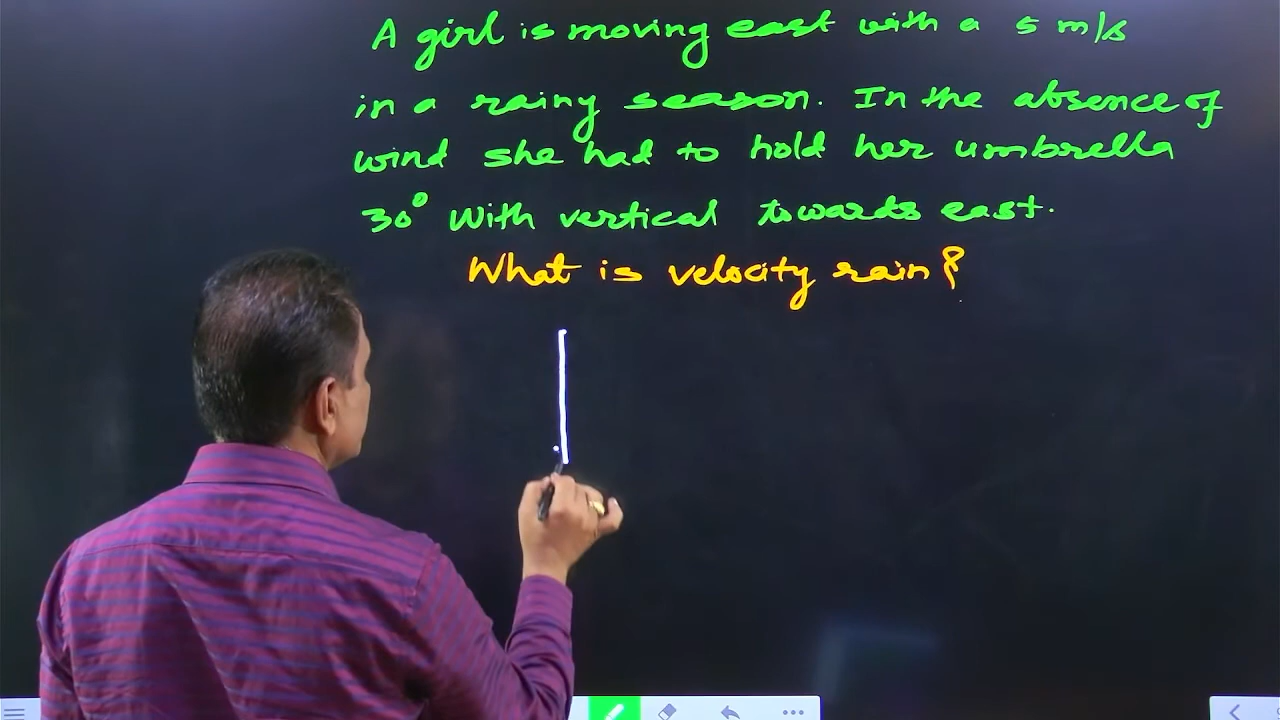 A girl is moving east with a 5 m/s
in a rainy season. In the absence of
wind she had to hold her umbrella
30° With vertical towards east.
What is velocity rain?